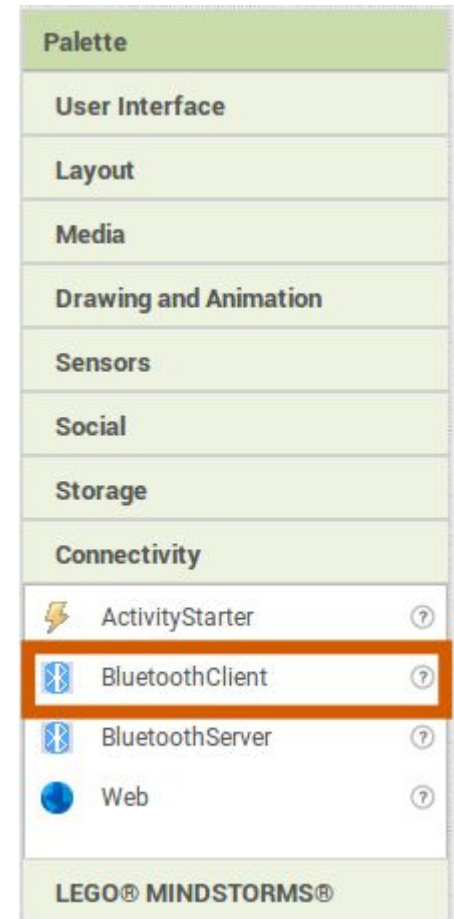 Palette
User Interface
Layout
Media
Drawing and Animation
Sensors
Social
Storage
Connectivity
ActivityStarter ?
BluetoothClient ?
BluetoothServer ?
Web ?
LEGO® MINDSTORMS®